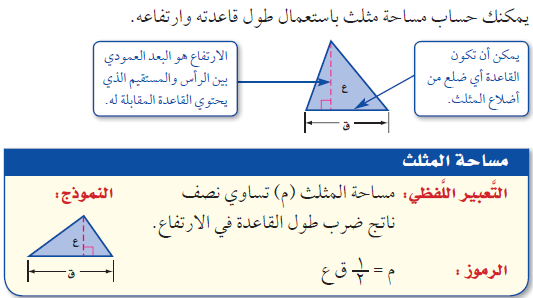 يمكنك حساب مساحة مثلث باستعمال طول قاعدته وارتفاعه.
يمكن أن تكون
القاعدة أي ضلع من
أضلاع المثلث.
ع
ق
الارتفاع هو البعد العمودي
بين الرأس والمستقيم الذي
يحتوي القاعدة المقابلة له.
مساحة المثلث
التَّعبير اللَّفظي: مساحة المثلث (م) تساوي نصف
ناتج ضرب طول القاعدة في الارتفاع.
الرموز: م = ١/٢ ق ع
النموذج:
ع
ق